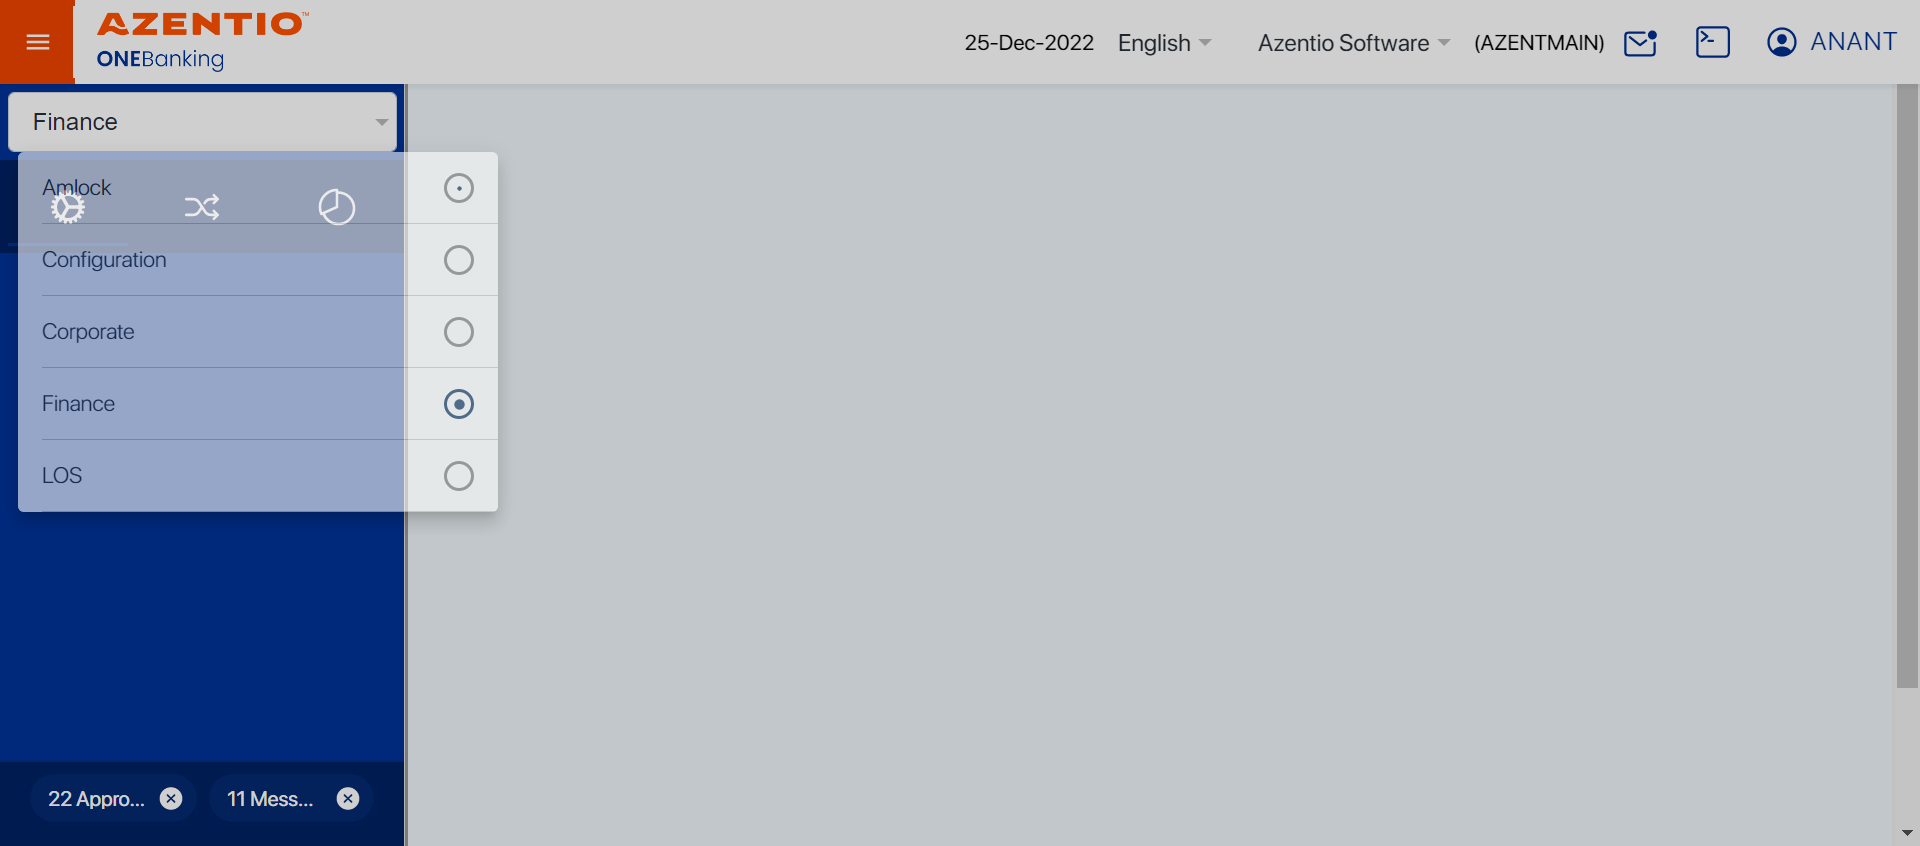 AZENTIO™
ONEBanking
25-Dec-2022 English Azentio Software (AZENTMAIN) ANANT
Finance
Amlock
Configuration
Corporate
Finance
LOS
22 Appro... 11 Mess...